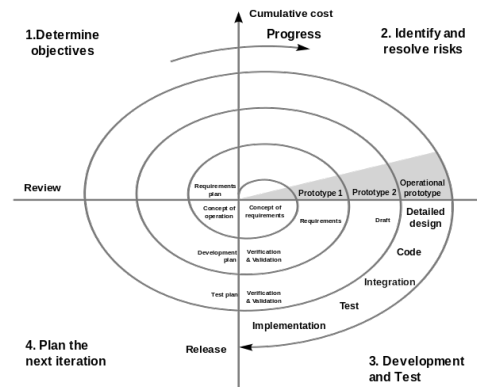 Cumulative cost
1.Determine
objectives
Progress
2. Identify and
resolve risks
Review
Requirements
plan
Prototype 1
Prototype 2
Operational
prototype
Concept of
operation
Concept of
requirements
Requirements
Draft
Detailed
design
Development
plan
Verification
& Validation
Code
Test plan
Verification
& Validation
Integration
Test
Implementation
Release
4. Plan the
next iteration
3. Development
and Test